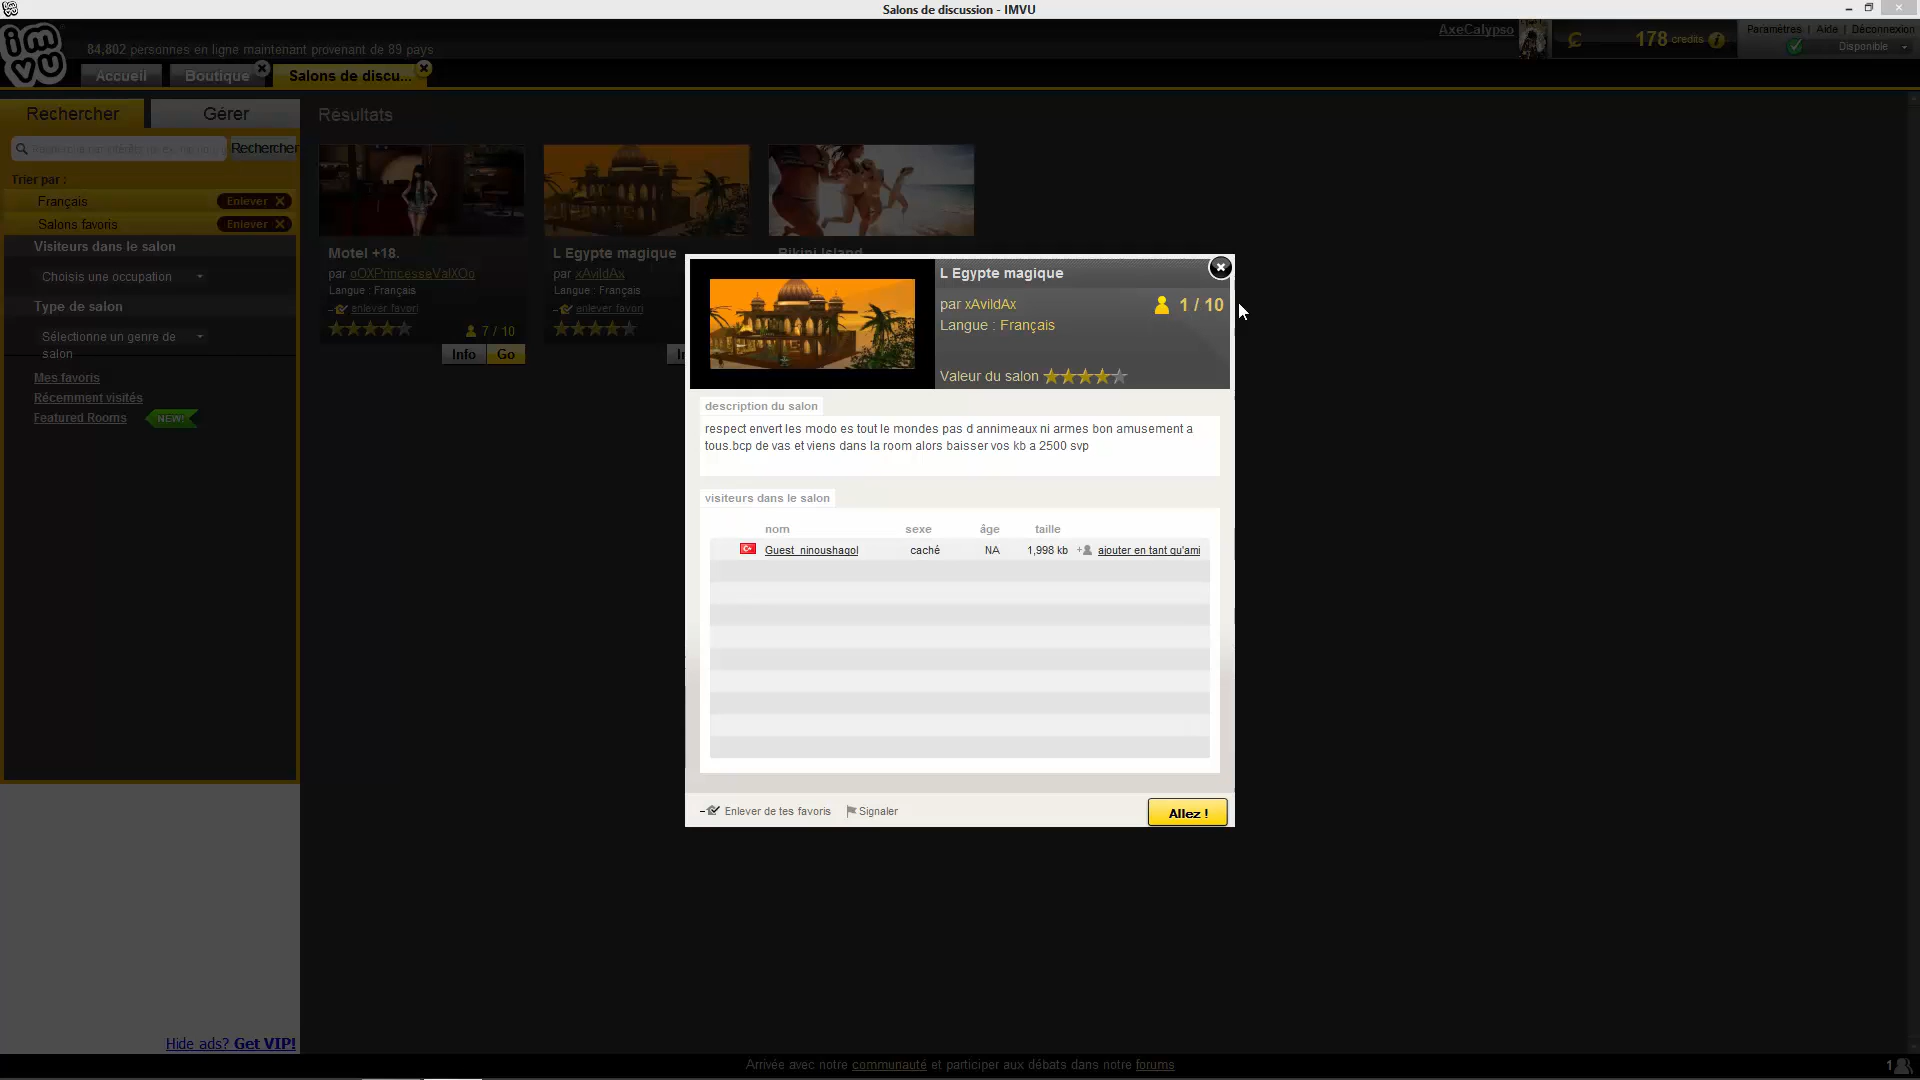 Salons de discussion - IMVU
imvu
84,802 personnes en ligne maintenant provenant de 89 pays
AxeCalypso
178 credits
Paramètres | Aide | Déconnexion
Disponible
Accueil
Boutique
Salons de discu...
Rechercher
Gérer
Rechercher
Trier par :
Français
Enlever X
Salons favoris
Enlever X
Visiteurs dans le salon
Choisis une occupation
Type de salon
Sélectionne un genre de
salon
Mes favoris
Récemment visités
Featured Rooms
NEW!
Hide ads? Get VIP!
Résultats
Motel +18.
par oOXPrincesseValXOo
Langue : Français
enlever favori
7 / 10
Info
Go
L Egypte magique
par xAvildAx
Langue : Français
enlever favori
Bikini Island
L Egypte magique
par xAvildAx
1 / 10
Langue : Français
Valeur du salon
description du salon
respect envert les modo es tout le mondes pas d annimeaux ni armes bon amusement a
tous.bcp de vas et viens dans la room alors baisser vos kb a 2500 svp
visiteurs dans le salon
nom sexe âge taille
Guest_ninoushagol caché NA 1,998 kb ajouter en tant qu'ami
Enlever de tes favoris
Signaler
Allez !
Arrivée avec notre communauté et participer aux débats dans notre forums
1